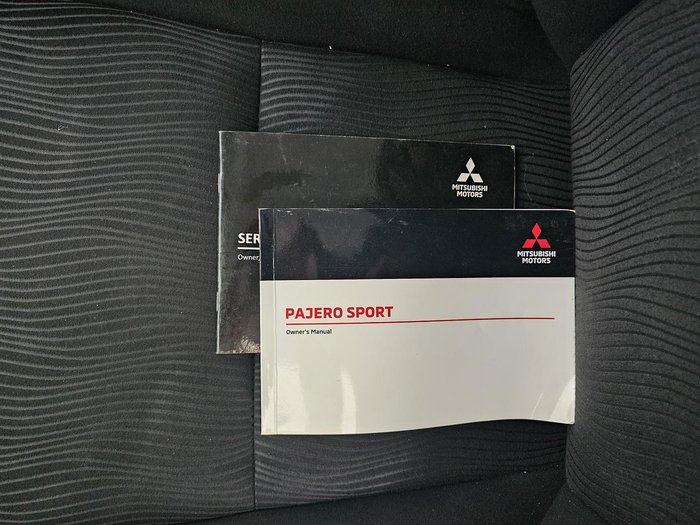 MITSUBISHI
MOTORS
SER
Owner
MITSUBISHI
MOTORS
PAJERO SPORT
Owner's Manual